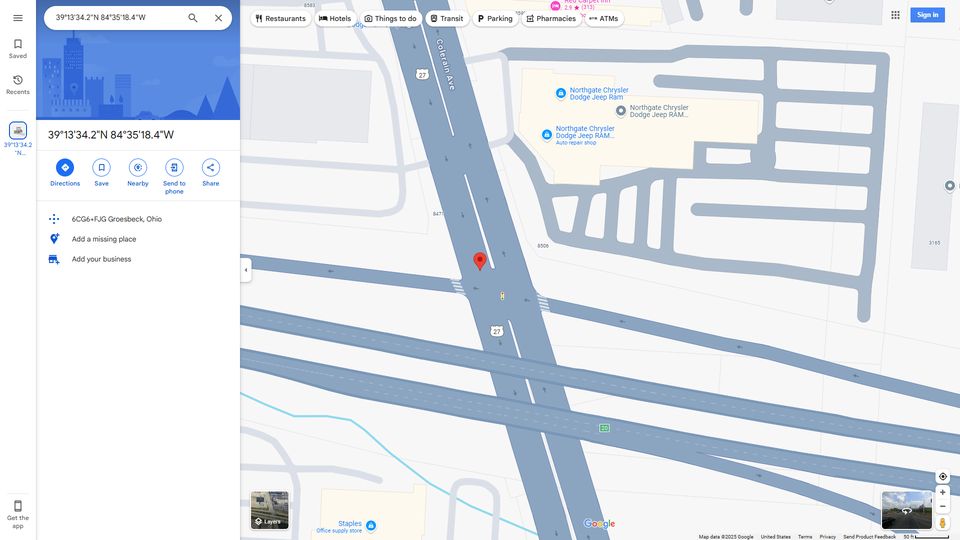 39°13'34.2"N 84°35'18.4"W
Saved
Recents
39°13'34.2
"N...
Get the
app
39°13'34.2"N 84°35'18.4"W
Directions
Save
Nearby
Send to
phone
Share
6CG6+FJG Groesbeck, Ohio
Add a missing place
Add your business
Restaurants
Hotels
Things to do
Transit
Parking
Pharmacies
ATMs
Sign in
2.9 ★ (313)
8583
Colerain Ave
27
Northgate Chrysler
Dodge Jeep Ram
Northgate Chrysler
Dodge Jeep RAM...
Northgate Chrysler
Dodge Jeep RAM...
Auto repair shop
8506
3165
27
Staples
Office supply store
Layers
Google
Map data ©2025 Google
United States
Terms
Privacy
Send Product Feedback
50 ft